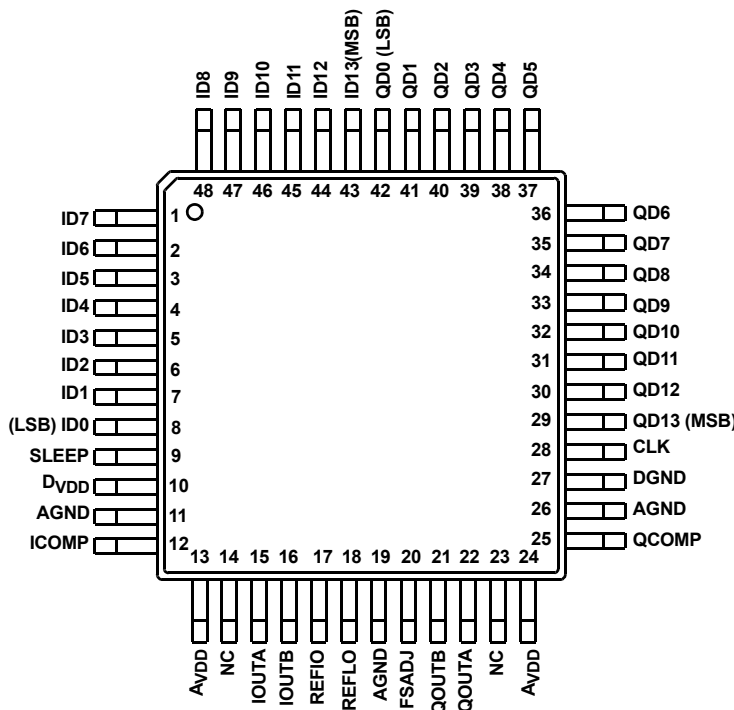 ID8
ID9
ID10
ID11
ID12
ID13(MSB)
QD0 (LSB)
QD1
QD2
QD3
QD4
QD5
48
47
46
45
44
43
42
41
40
39
38
37
ID7
1
36
QD6
ID6
2
35
QD7
ID5
3
34
QD8
ID4
4
33
QD9
ID3
5
32
QD10
ID2
6
31
QD11
ID1
7
30
QD12
(LSB) ID0
8
29
QD13 (MSB)
SLEEP
9
28
CLK
DVDD
10
27
DGND
AGND
11
26
AGND
ICOMP
12
25
QCOMP
13
14
15
16
17
18
19
20
21
22
23
24
AVDD
NC
IOUTA
IOUTB
REFIO
REFLO
AGND
FSADJ
QOUTB
QOUTA
NC
AVDD